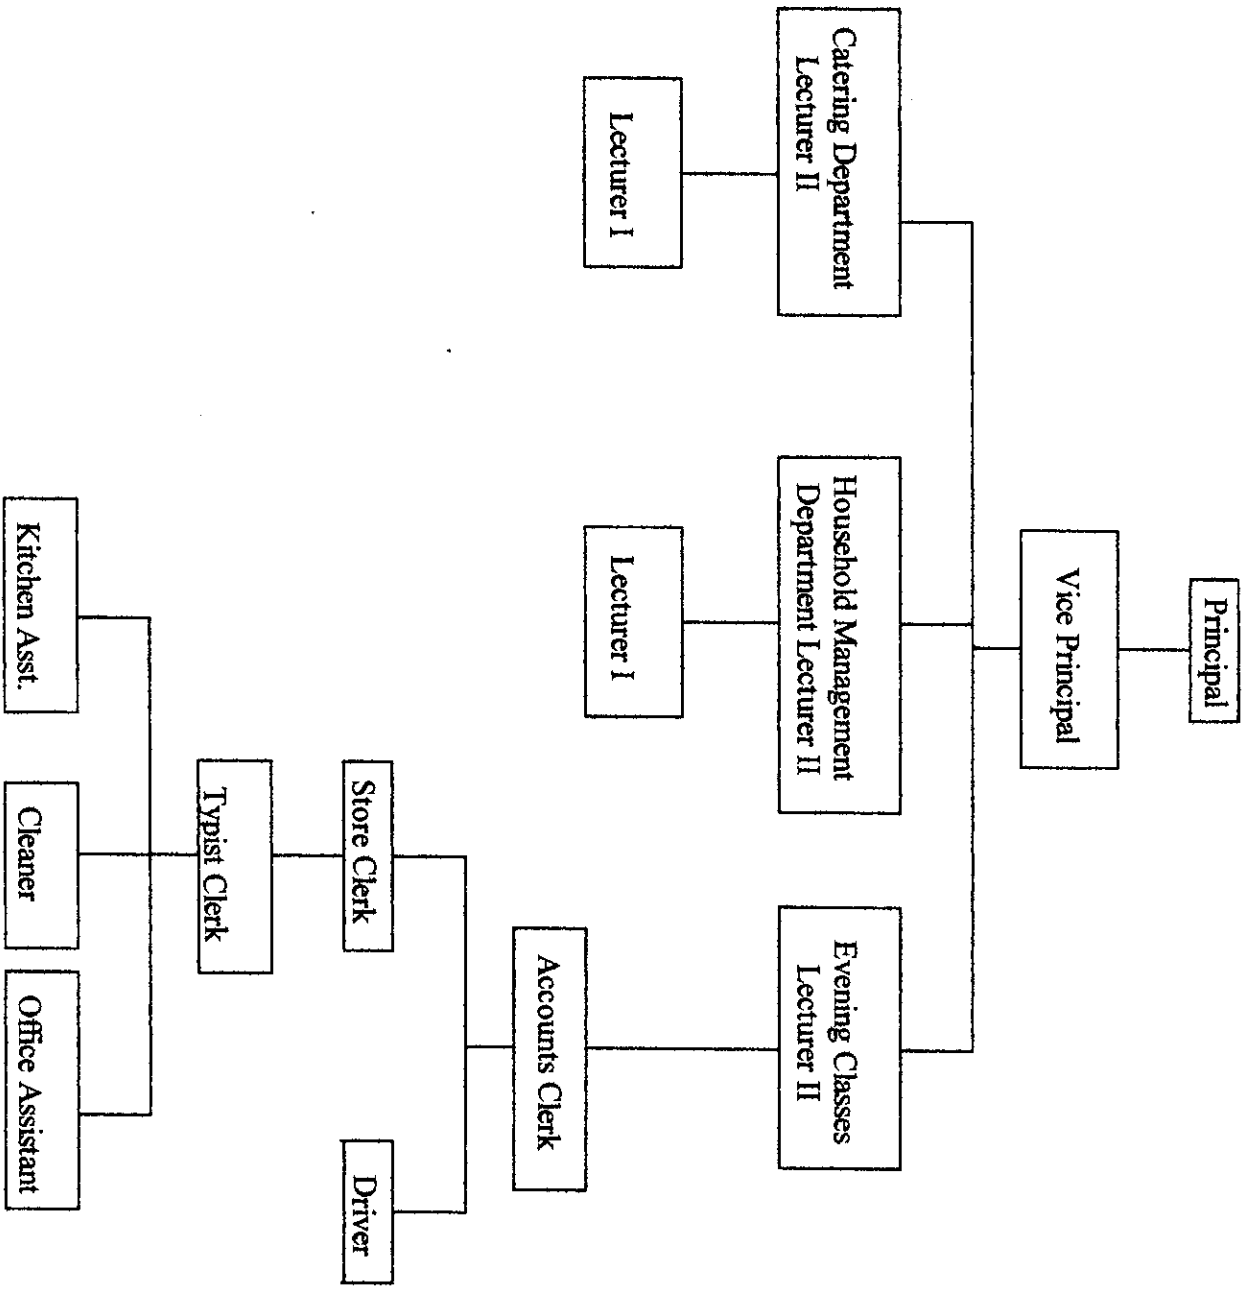 Principal
Vice Principal
Catering Department
Lecturer II
Household Management
Department Lecturer II
Evening Classes
Lecturer II
Lecturer I
Lecturer I
Accounts Clerk
Store Clerk
Driver
Typist Clerk
Kitchen Asst.
Cleaner
Office Assistant